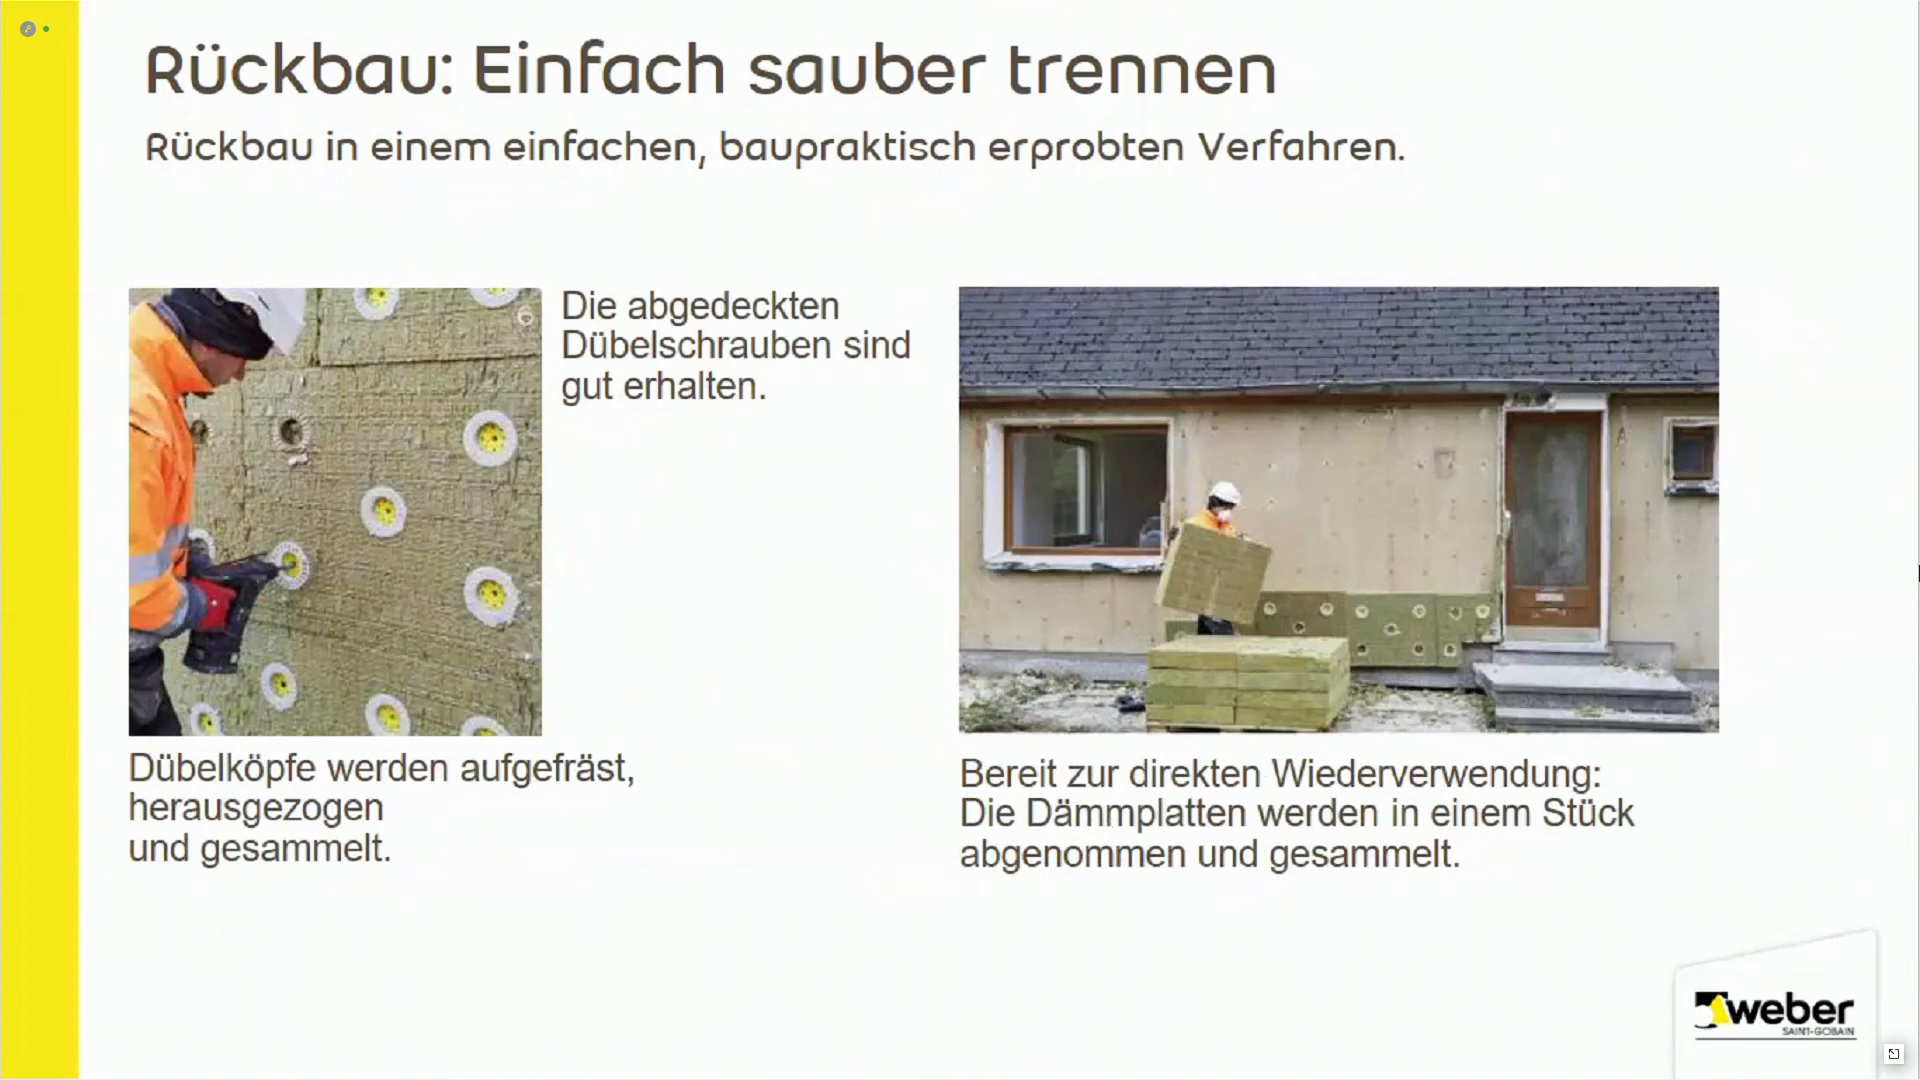 Rückbau: Einfach sauber trennen
Rückbau in einem einfachen, baupraktisch erprobten Verfahren.
Die abgedeckten
Dübelschrauben sind
gut erhalten.
Dübelköpfe werden aufgefräst,
herausgezogen
und gesammelt.
Bereit zur direkten Wiederverwendung:
Die Dämmplatten werden in einem Stück
abgenommen und gesammelt.
weber
SAINT-GOBAIN